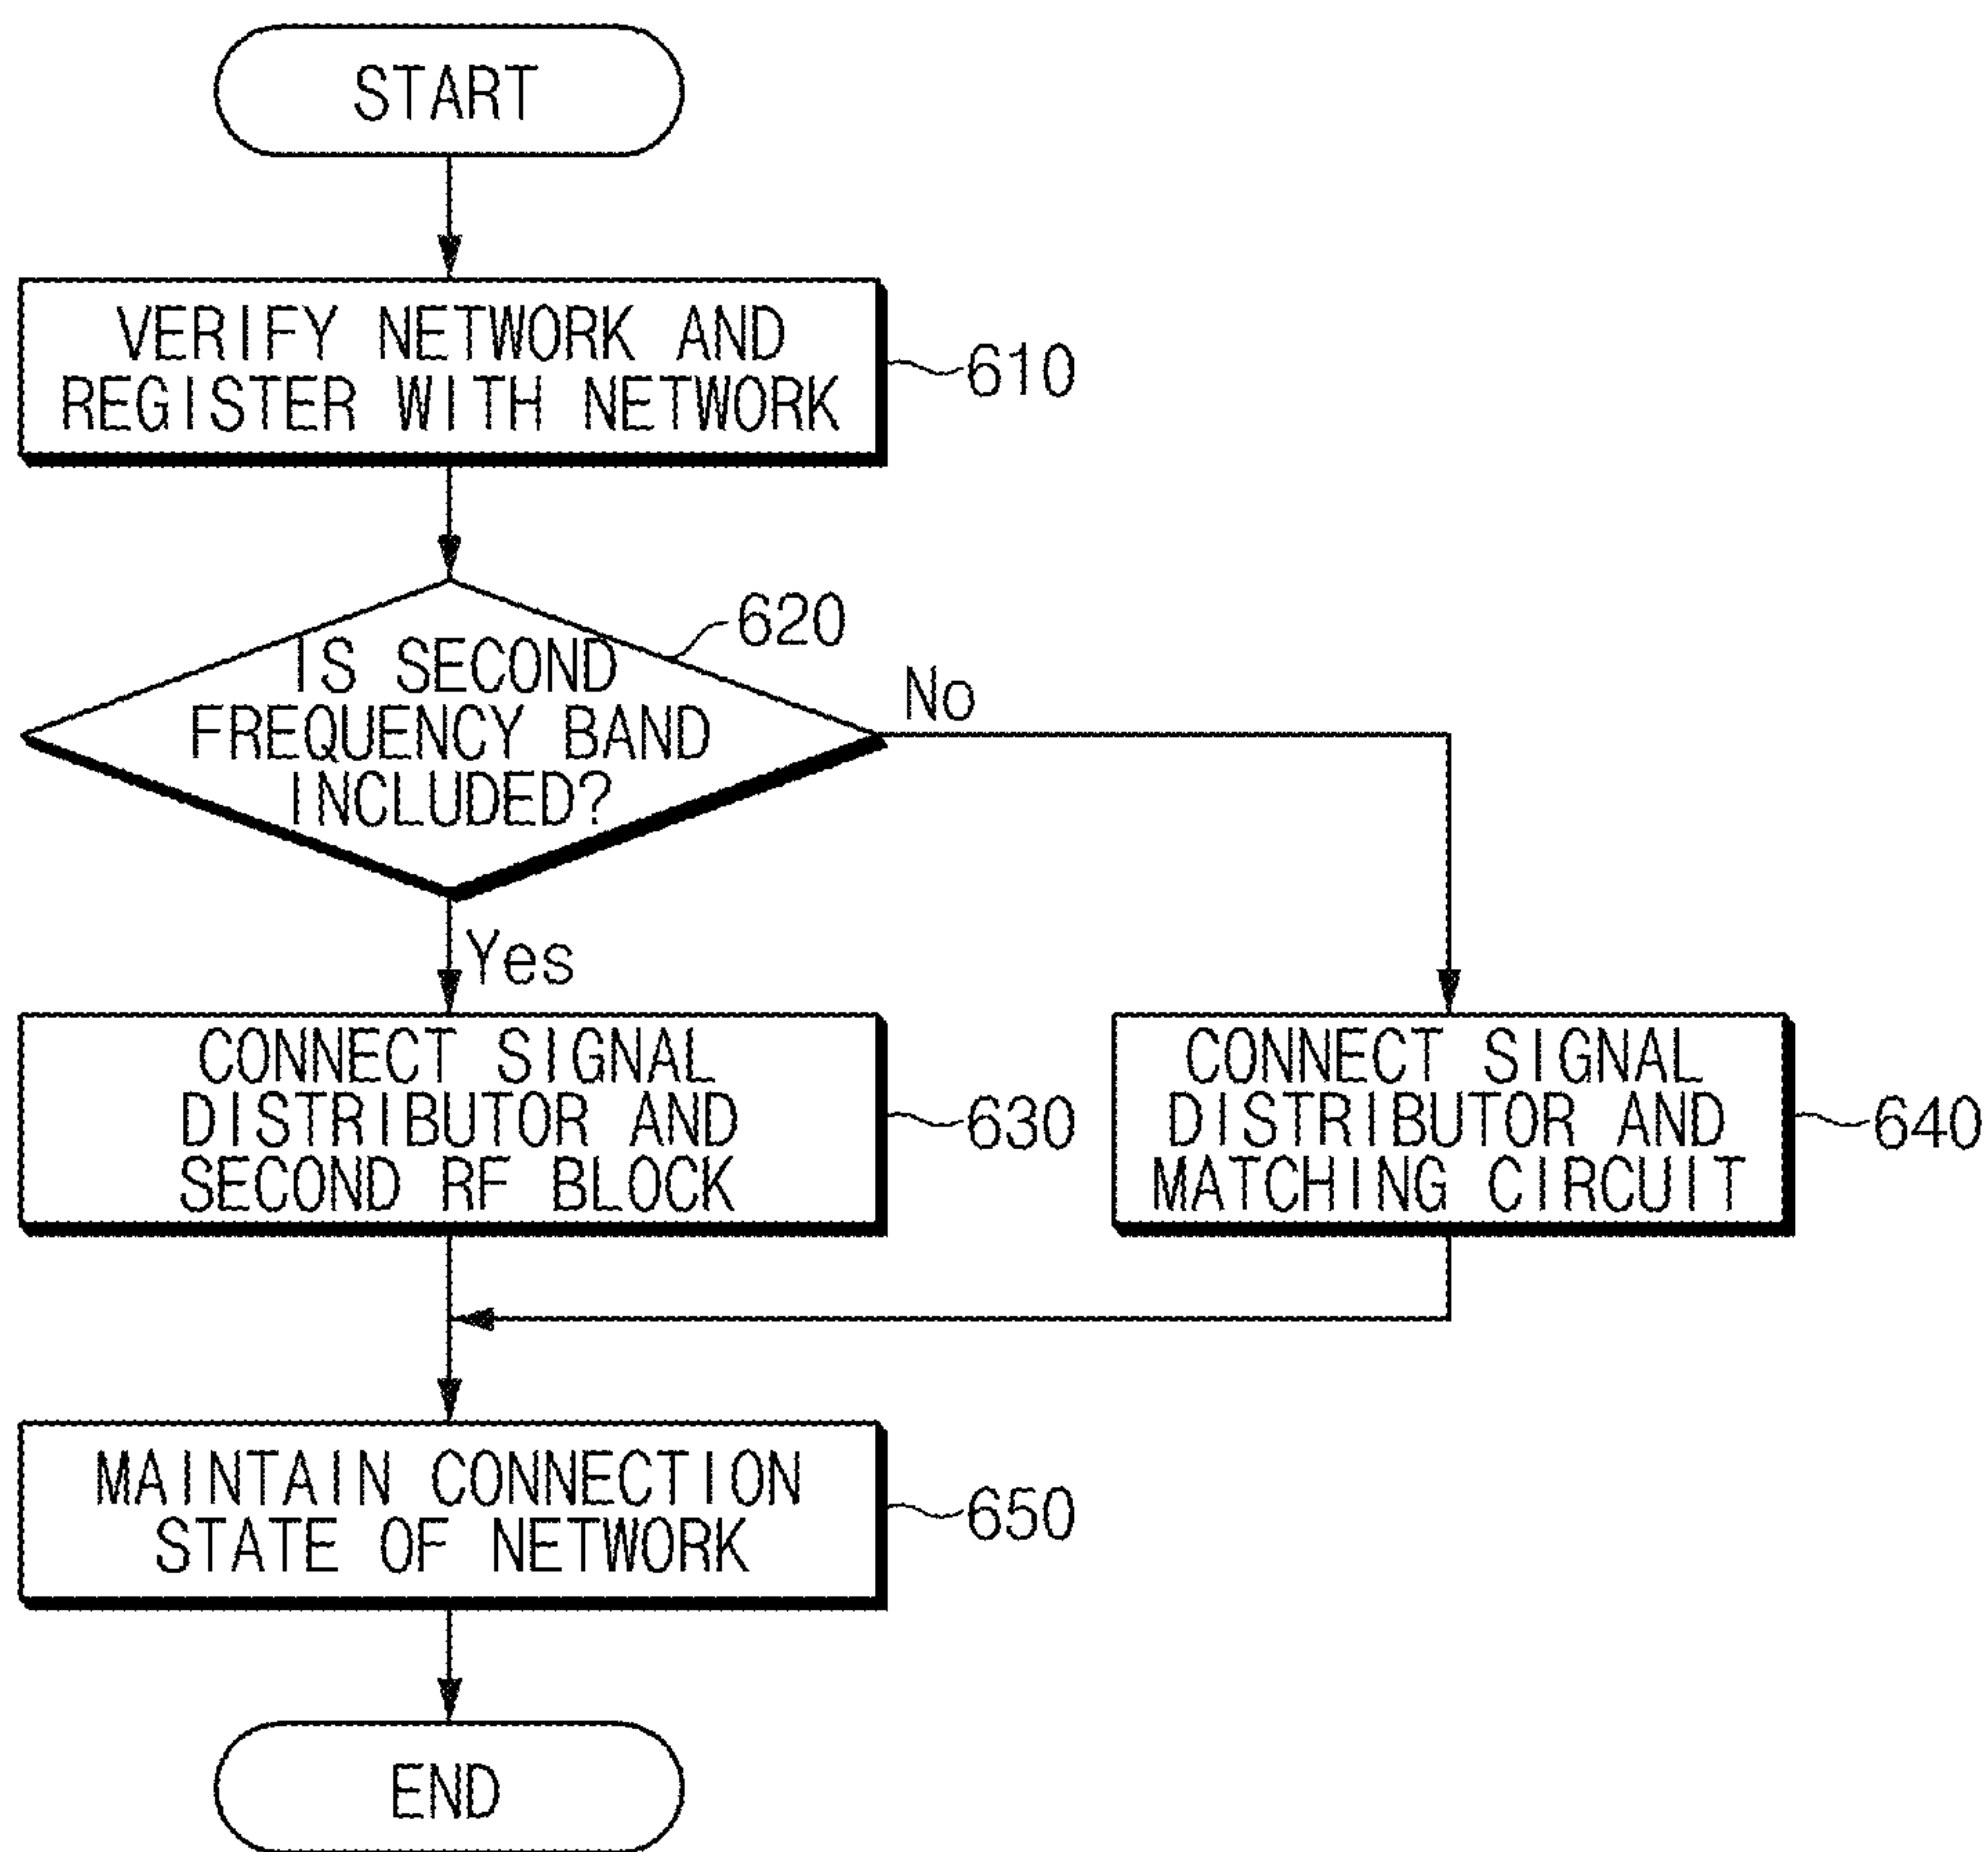 START
VERIFY NETWORK AND
REGISTER WITH NETWORK
610
620
IS SECOND
FREQUENCY BAND
INCLUDED?
No
Yes
CONNECT SIGNAL
DISTRIBUTOR AND
SECOND RF BLOCK
630
CONNECT SIGNAL
DISTRIBUTOR AND
MATCHING CIRCUIT
640
MAINTAIN CONNECTION
STATE OF NETWORK
650
END